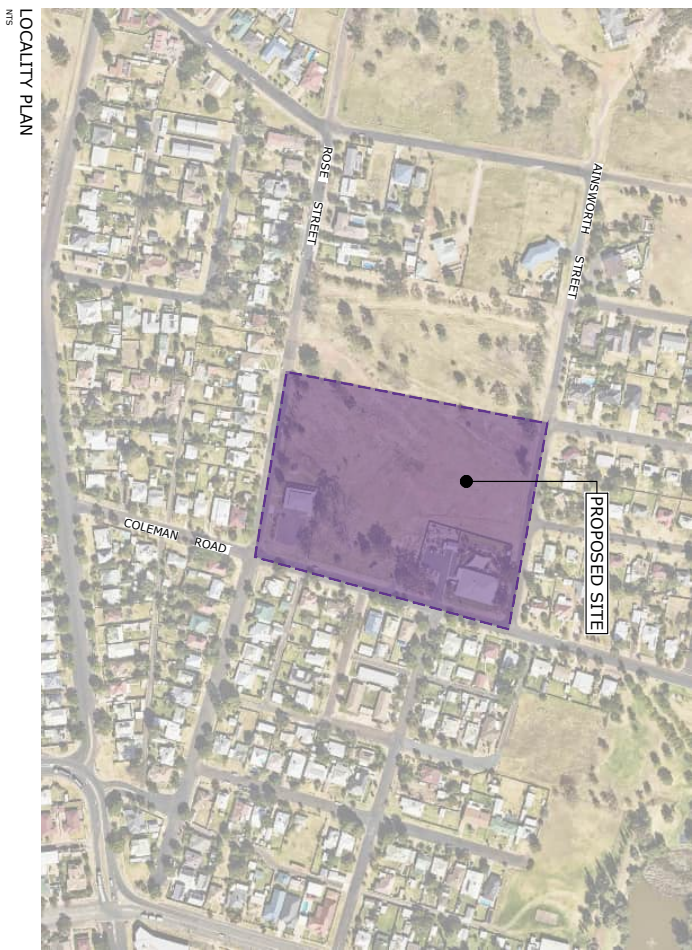 LOCALITY PLAN
NTS
AINSWORTH STREET
ROSE STREET
PROPOSED SITE
COLEMAN ROAD